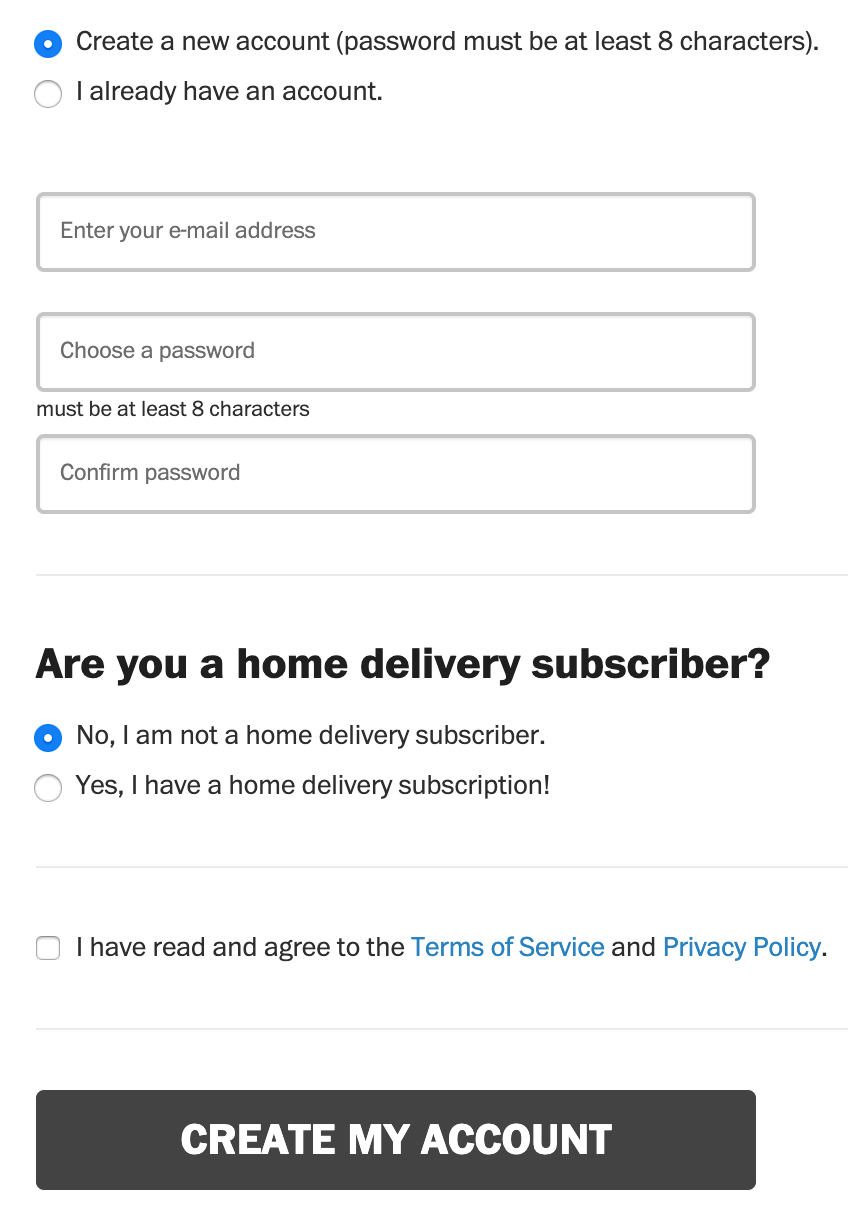 Create a new account (password must be at least 8 characters).
I already have an account.
Enter your e-mail address
Choose a password
must be at least 8 characters
Confirm password
Are you a home delivery subscriber?
No, I am not a home delivery subscriber.
Yes, I have a home delivery subscription!
I have read and agree to the Terms of Service and Privacy Policy.
CREATE MY ACCOUNT